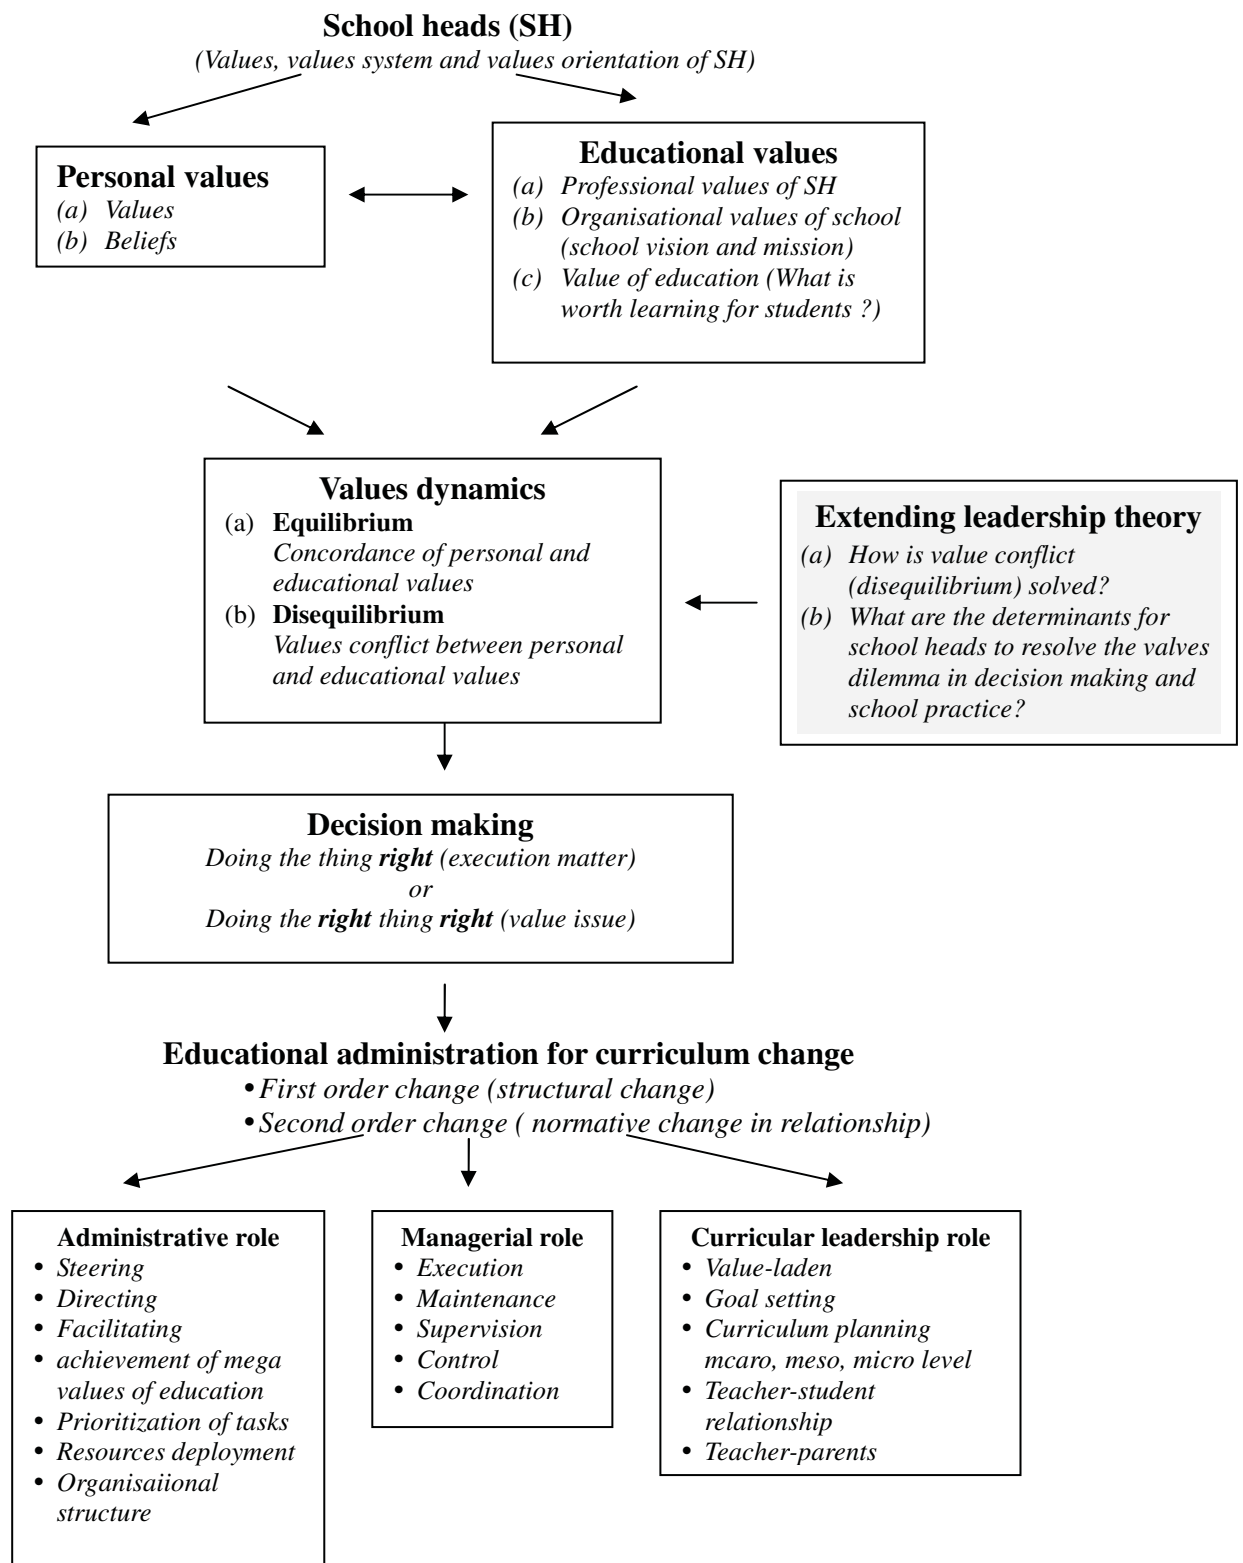 School heads (SH)
(Values, values system and values orientation of SH)
Personal values
(a) Values
(b) Beliefs
Educational values
(a) Professional values of SH
(b) Organisational values of school
(school vision and mission)
(c) Value of education (What is
worth learning for students ?)
Values dynamics
(a) Equilibrium
Concordance of personal and
educational values
(b) Disequilibrium
Values conflict between personal
and educational values
Extending leadership theory
(a) How is value conflict
(disequilibrium) solved?
(b) What are the determinants for
school heads to resolve the valves
dilemma in decision making and
school practice?
Decision making
Doing the thing right (execution matter)
or
Doing the right thing right (value issue)
Educational administration for curriculum change
• First order change (structural change)
• Second order change ( normative change in relationship)
Administrative role
• Steering
• Directing
• Facilitating
• achievement of mega
values of education
• Prioritization of tasks
• Resources deployment
• Organisaiional
structure
Managerial role
• Execution
• Maintenance
• Supervision
• Control
• Coordination
Curricular leadership role
• Value-laden
• Goal setting
• Curriculum planning
mcaro, meso, micro level
• Teacher-student
relationship
• Teacher-parents